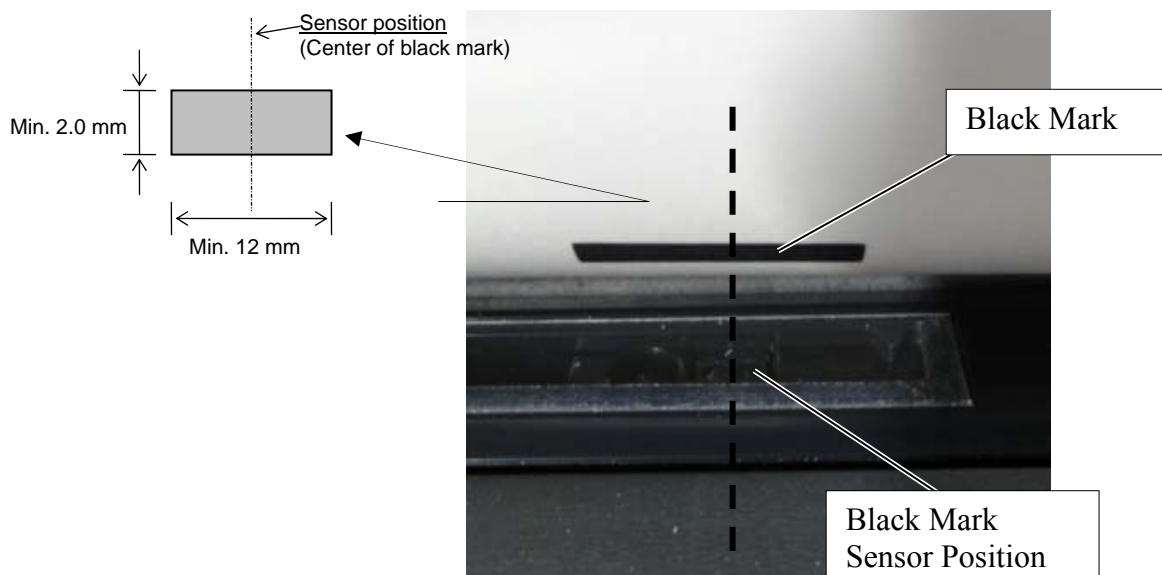 Sensor position
(Center of black mark)
Min. 2.0 mm
Min. 12 mm
Black Mark
Black Mark
Sensor Position